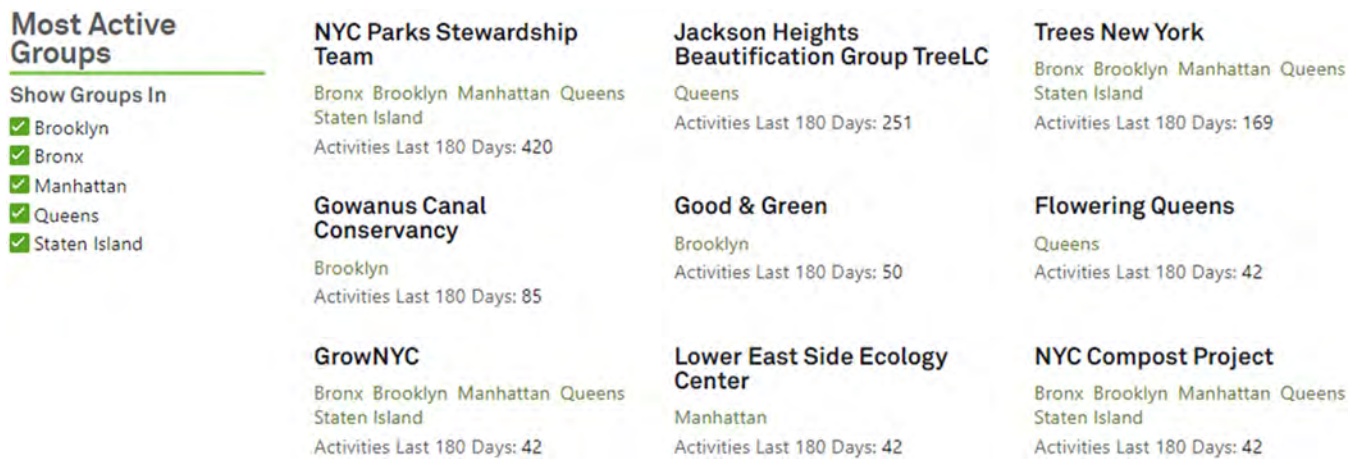 Most Active
Groups
Show Groups In
Brooklyn
Bronx
Manhattan
Queens
Staten Island
NYC Parks Stewardship
Team
Bronx Brooklyn Manhattan Queens
Staten Island
Activities Last 180 Days: 420
Jackson Heights
Beautification Group TreeLC
Queens
Activities Last 180 Days: 251
Trees New York
Bronx Brooklyn Manhattan Queens
Staten Island
Activities Last 180 Days: 169
Gowanus Canal
Conservancy
Brooklyn
Activities Last 180 Days: 85
Good & Green
Brooklyn
Activities Last 180 Days: 50
Flowering Queens
Queens
Activities Last 180 Days: 42
GrowNYC
Bronx Brooklyn Manhattan Queens
Staten Island
Activities Last 180 Days: 42
Lower East Side Ecology
Center
Manhattan
Activities Last 180 Days: 42
NYC Compost Project
Bronx Brooklyn Manhattan Queens
Staten Island
Activities Last 180 Days: 42